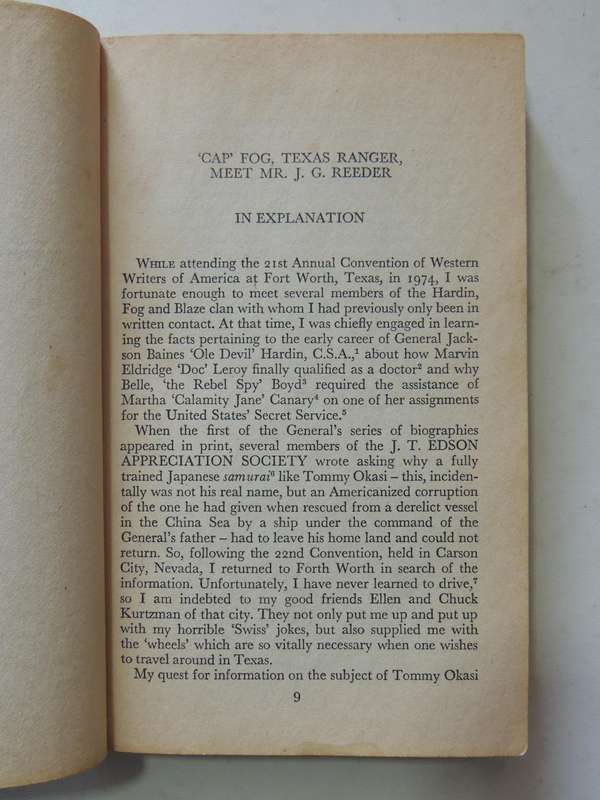 'CAP' FOG, TEXAS RANGER,
MEET MR. J. G. REEDER
IN EXPLANATION
WHILE attending the 21st Annual Convention of Western
Writers of America at Fort Worth, Texas, in 1974, I was
fortunate enough to meet several members of the Hardin,
Fog and Blaze clan with whom I had previously only been in
written contact. At that time, I was chiefly engaged in learn-
ing the facts pertaining to the early career of General Jack-
son Baines 'Ole Devil' Hardin, C.S.A.,¹ about how Marvin
Eldridge 'Doc' Leroy finally qualified as a doctor² and why
Belle, 'the Rebel Spy' Boyd³ required the assistance of
Martha 'Calamity Jane' Canary⁴ on one of her assignments
for the United States' Secret Service.⁵
When the first of the General's series of biographies
appeared in print, several members of the J. T. EDSON
APPRECIATION SOCIETY wrote asking why a fully
trained Japanese samurai⁶ like Tommy Okasi – this, inciden-
tally was not his real name, but an Americanized corruption
of the one he had given when rescued from a derelict vessel
in the China Sea by a ship under the command of the
General's father – had to leave his home land and could not
return. So, following the 22nd Convention, held in Carson
City, Nevada, I returned to Forth Worth in search of the
information. Unfortunately, I have never learned to drive,⁷
so I am indebted to my good friends Ellen and Chuck
Kurtzman of that city. They not only put me up and put up
with my horrible 'Swiss' jokes, but also supplied me with
the 'wheels' which are so vitally necessary when one wishes
to travel around in Texas.
My quest for information on the subject of Tommy Okasi
9